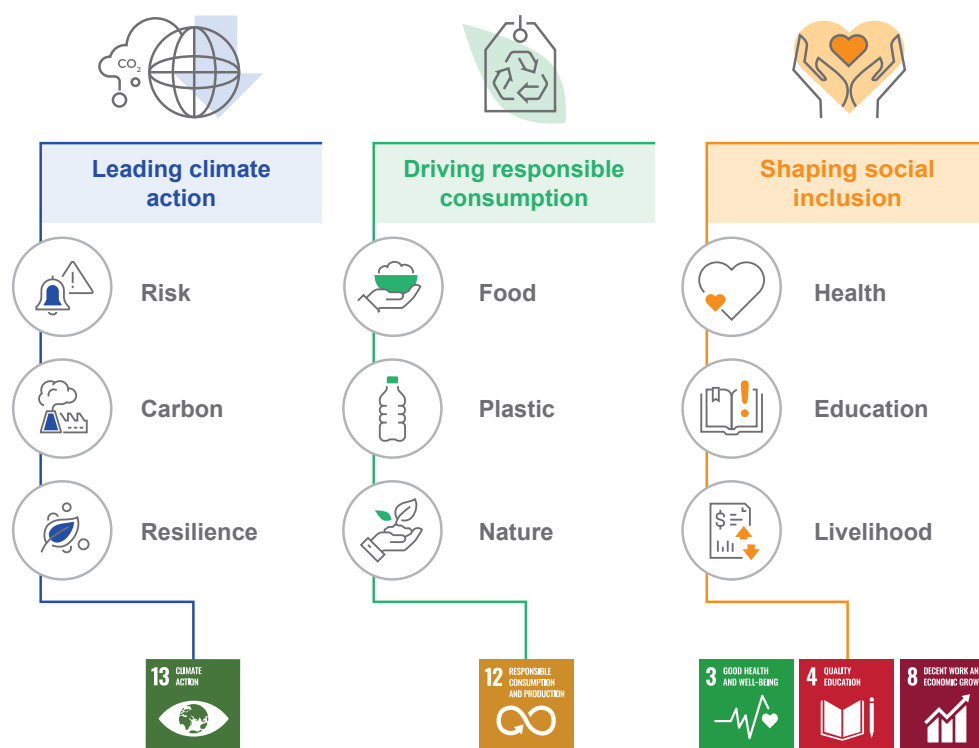 CO2
Leading climate
action
Risk
Carbon
Resilience
13 CLIMATE
ACTION
Driving responsible
consumption
Food
Plastic
Nature
12 RESPONSIBLE
CONSUMPTION
AND PRODUCTION
Shaping social
inclusion
Health
Education
$
Livelihood
3 GOOD HEALTH
AND WELL-BEING
4 QUALITY
EDUCATION
8 DECENT WORK AN
ECONOMIC GROW